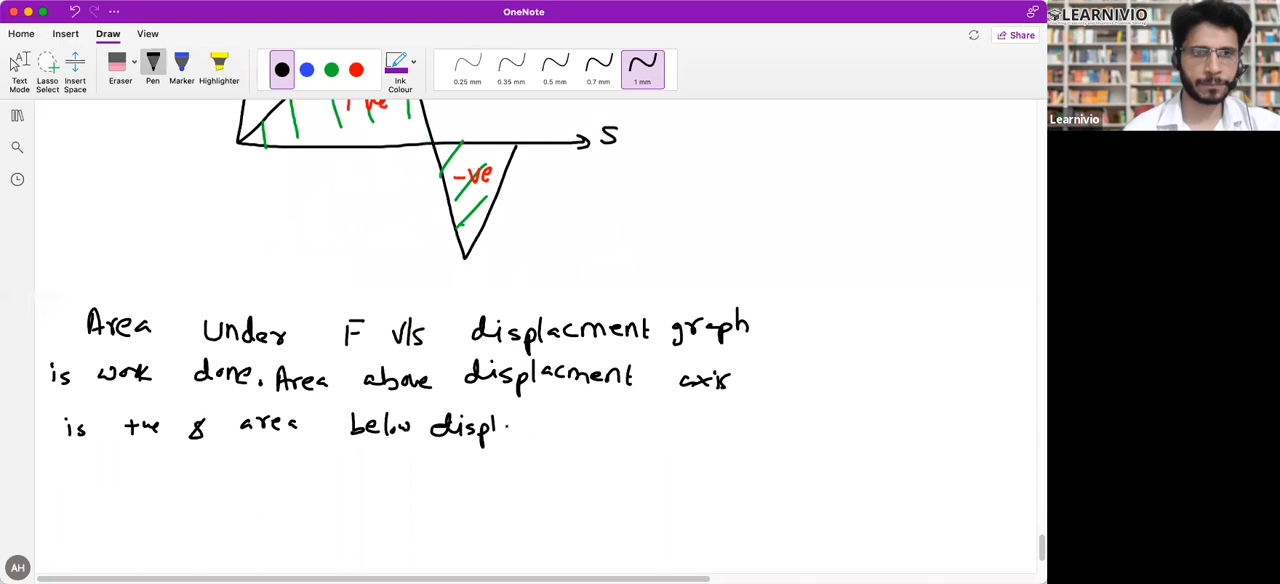 OneNote
LEARNIVIO
Home Insert Draw View
Share
Text Mode
Lasso Select
Insert Space
Eraser
Pen
Marker
Highlighter
Ink Colour
0.25 mm 0.35 mm 0.5 mm 0.7 mm 1 mm
Learnivio
+ve
S
-ve
Area Under F v/s displacment graph
is work done. Area above displacment axis
is +ve & area below displ.
AH